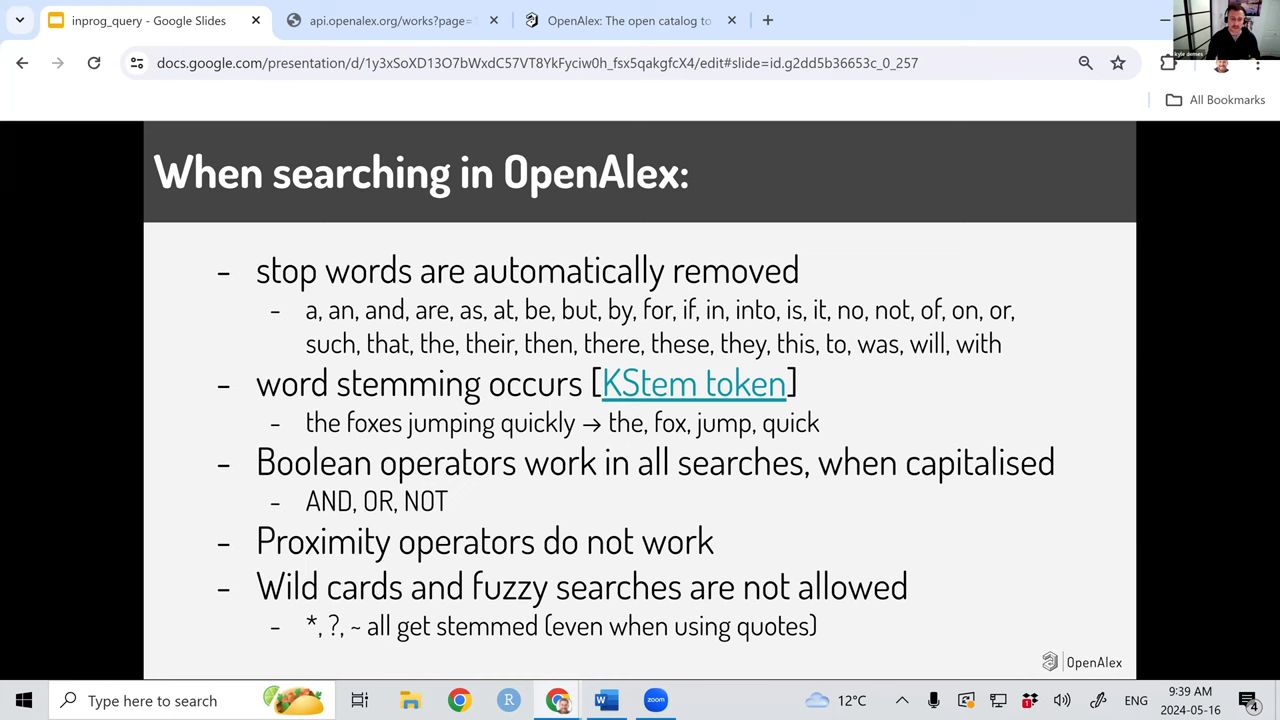 inprog_query - Google Slides
api.openalex.org/works?page=
OpenAlex: The open catalog to
kyle demes
docs.google.com/presentation/d/1y3xSoXD13O7DWUXdC57VT8YkFyciw0h_fsx5qakgfcX4/edit#slide=id.g2dd5b36653c_0_257
All Bookmarks
When searching in OpenAlex:
- stop words are automatically removed
- a, an, and, are, as, at, be, but, by, for, if, in, into, is, it, no, not, of, on, or,
such, that, the, their, then, there, these, they, this, to, was, will, with
- word stemming occurs [KStem token]
- the foxes jumping quickly → the, fox, jump, quick
- Boolean operators work in all searches, when capitalised
- AND, OR, NOT
- Proximity operators do not work
- Wild cards and fuzzy searches are not allowed
- *, ?, ~ all get stemmed (even when using quotes)
OpenAlex
Type here to search
R
W
zoom
12°C
1
ENG
9:39 AM
2024-05-16
4